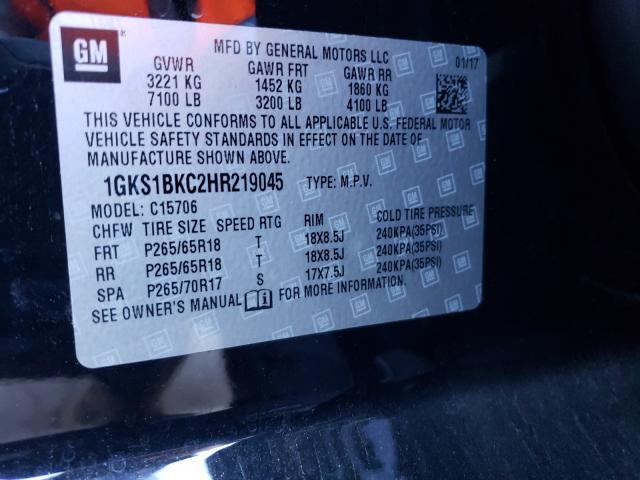 GM
MFD BY GENERAL MOTORS LLC 01/17
GVWR GAWR FRT GAWR RR
3221 KG 1452 KG 1860 KG
7100 LB 3200 LB 4100 LB
THIS VEHICLE CONFORMS TO ALL APPLICABLE U.S. FEDERAL MOTOR
VEHICLE SAFETY STANDARDS IN EFFECT ON THE DATE OF
MANUFACTURE SHOWN ABOVE.
1GKS1BKC2HR219045 TYPE: M.P.V.
MODEL: C15706
CHFW TIRE SIZE SPEED RTG RIM COLD TIRE PRESSURE
FRT P265/65R18 T 18X8.5J 240KPA(35PSI)
RR P265/65R18 T 18X8.5J 240KPA(35PSI)
SPA P265/70R17 S 17X7.5J 240KPA(35PSI)
SEE OWNER'S MANUAL FOR MORE INFORMATION.